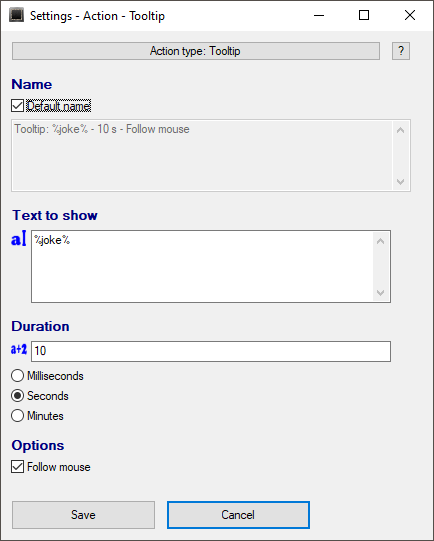 Settings - Action - Tooltip
Action type: Tooltip
?
Name
Default name
Tooltip: %joke% - 10 s - Follow mouse
Text to show
a
%joke%
Duration
a+2
10
Milliseconds
Seconds
Minutes
Options
Follow mouse
Save
Cancel